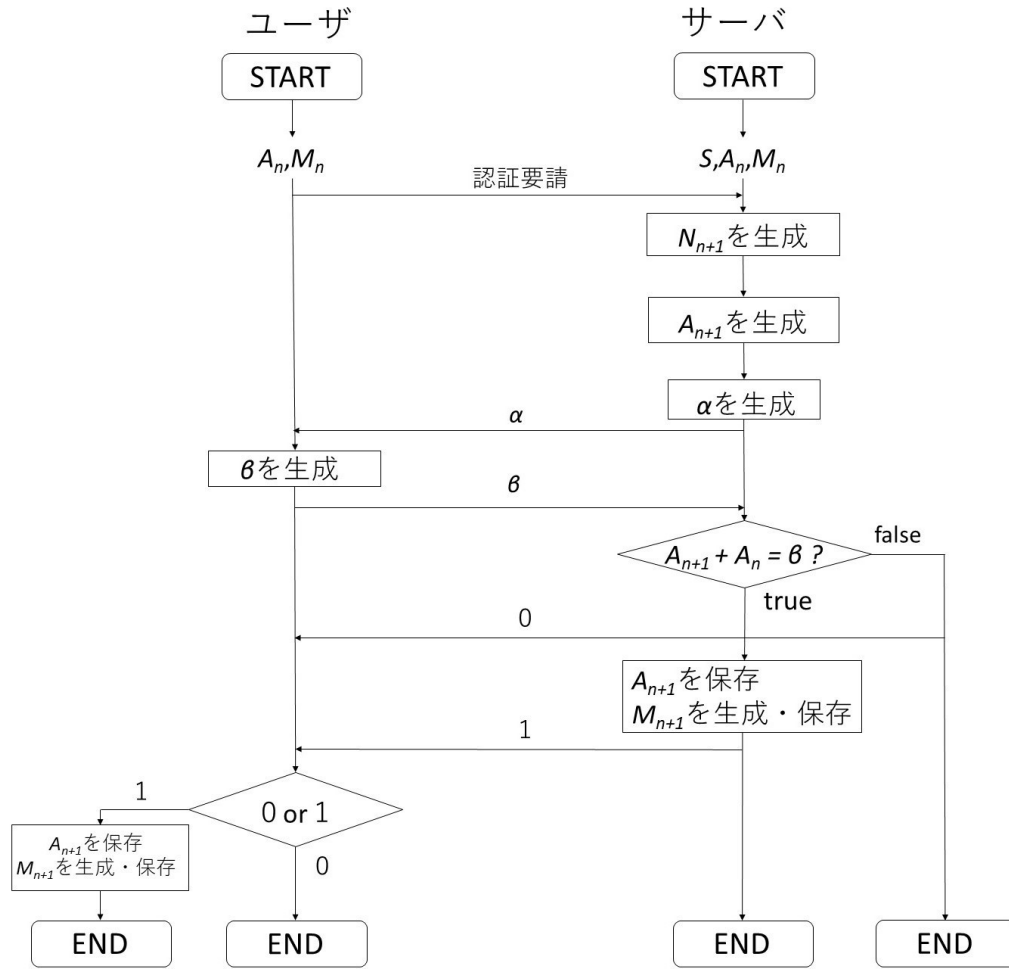 ユーザ
サーバ
START
START
An,Mn
S,An,Mn
認証要請
Nn+1を生成
An+1を生成
αを生成
α
βを生成
β
An+1 + An = β ?
false
true
0
An+1を保存
Mn+1を生成・保存
1
0 or 1
1
An+1を保存
Mn+1を生成・保存
0
END
END
END
END